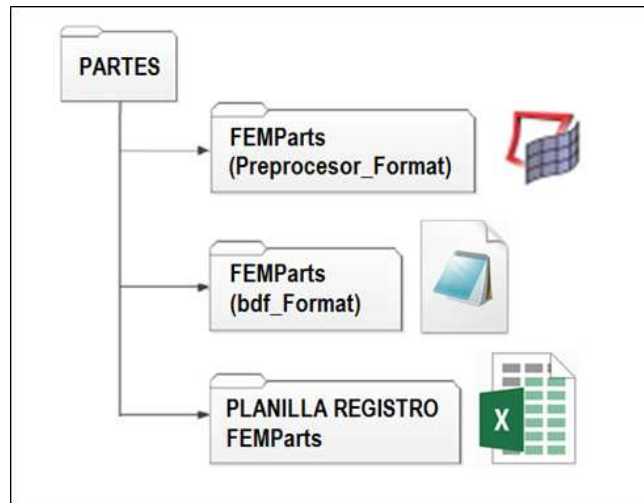 PARTES
FEMParts
(Preprocesor_Format)
FEMParts
(bdf_Format)
PLANILLA REGISTRO
FEMParts
X